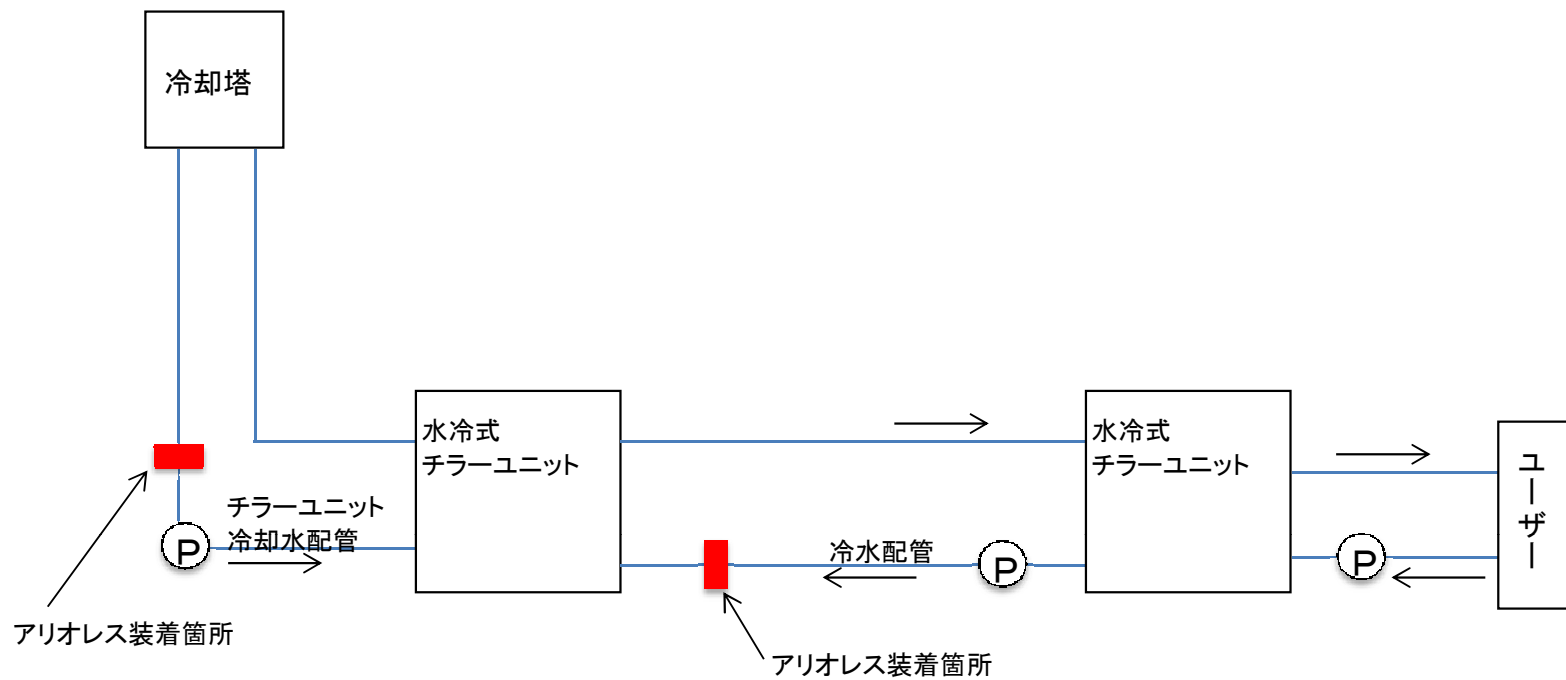 冷却塔
水冷式
チラーユニット
水冷式
チラーユニット
ユーザー
チラーユニット
冷却水配管
P
冷水配管
P
P
アリオレス装着箇所
アリオレス装着箇所